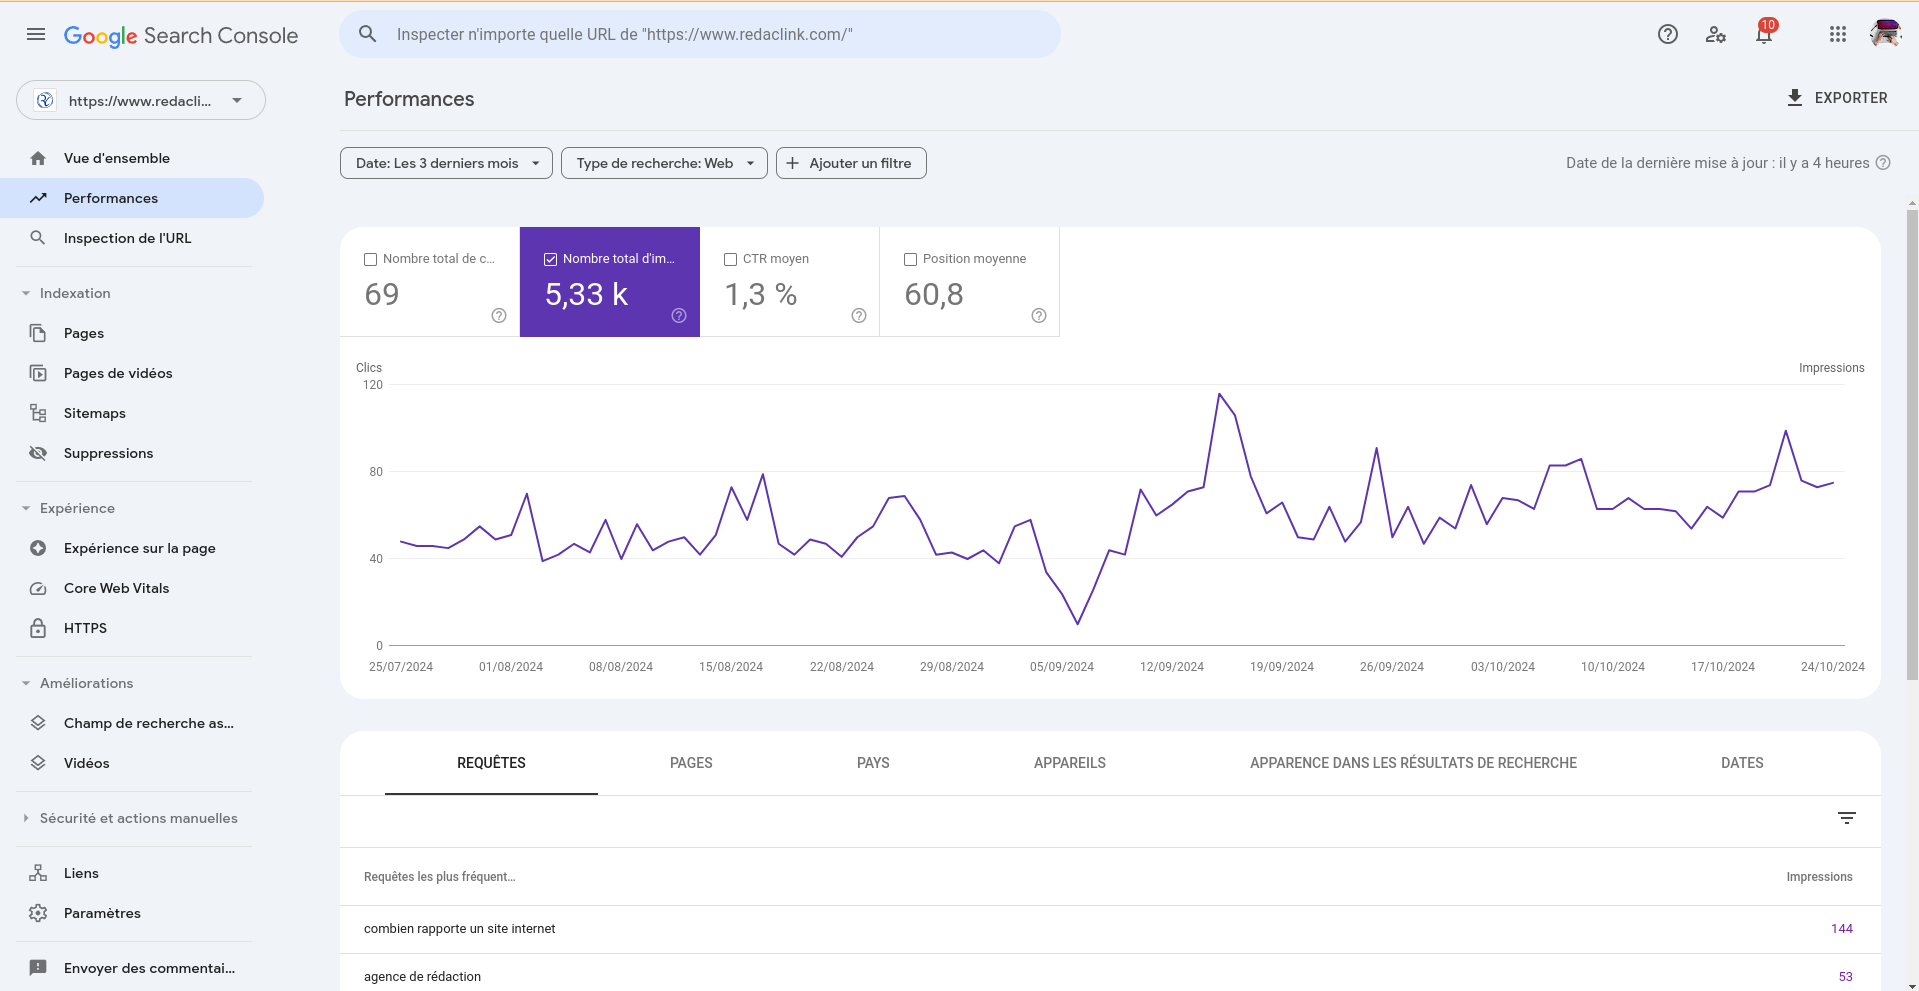 Google Search Console
Inspecter n'importe quelle URL de "https://www.redaclink.com/"
10
https://www.redacli...
Performances
EXPORTER
Vue d'ensemble
Performances
Inspection de l'URL
Indexation
Pages
Pages de vidéos
Sitemaps
Suppressions
Expérience
Expérience sur la page
Core Web Vitals
HTTPS
Améliorations
Champ de recherche as...
Vidéos
Sécurité et actions manuelles
Liens
Paramètres
Envoyer des commentai...
Date: Les 3 derniers mois
Type de recherche: Web
Ajouter un filtre
Date de la dernière mise à jour : il y a 4 heures
Nombre total de c...
69
Nombre total d'im...
5,33 k
CTR moyen
1,3 %
Position moyenne
60,8
Clics
Impressions
120
80
40
0
25/07/2024 01/08/2024 08/08/2024 15/08/2024 22/08/2024 29/08/2024 05/09/2024 12/09/2024 19/09/2024 26/09/2024 03/10/2024 10/10/2024 17/10/2024 24/10/2024
REQUÊTES PAGES PAYS APPAREILS APPARENCE DANS LES RÉSULTATS DE RECHERCHE DATES
Requêtes les plus fréquent... Impressions
combien rapporte un site internet 144
agence de rédaction 53